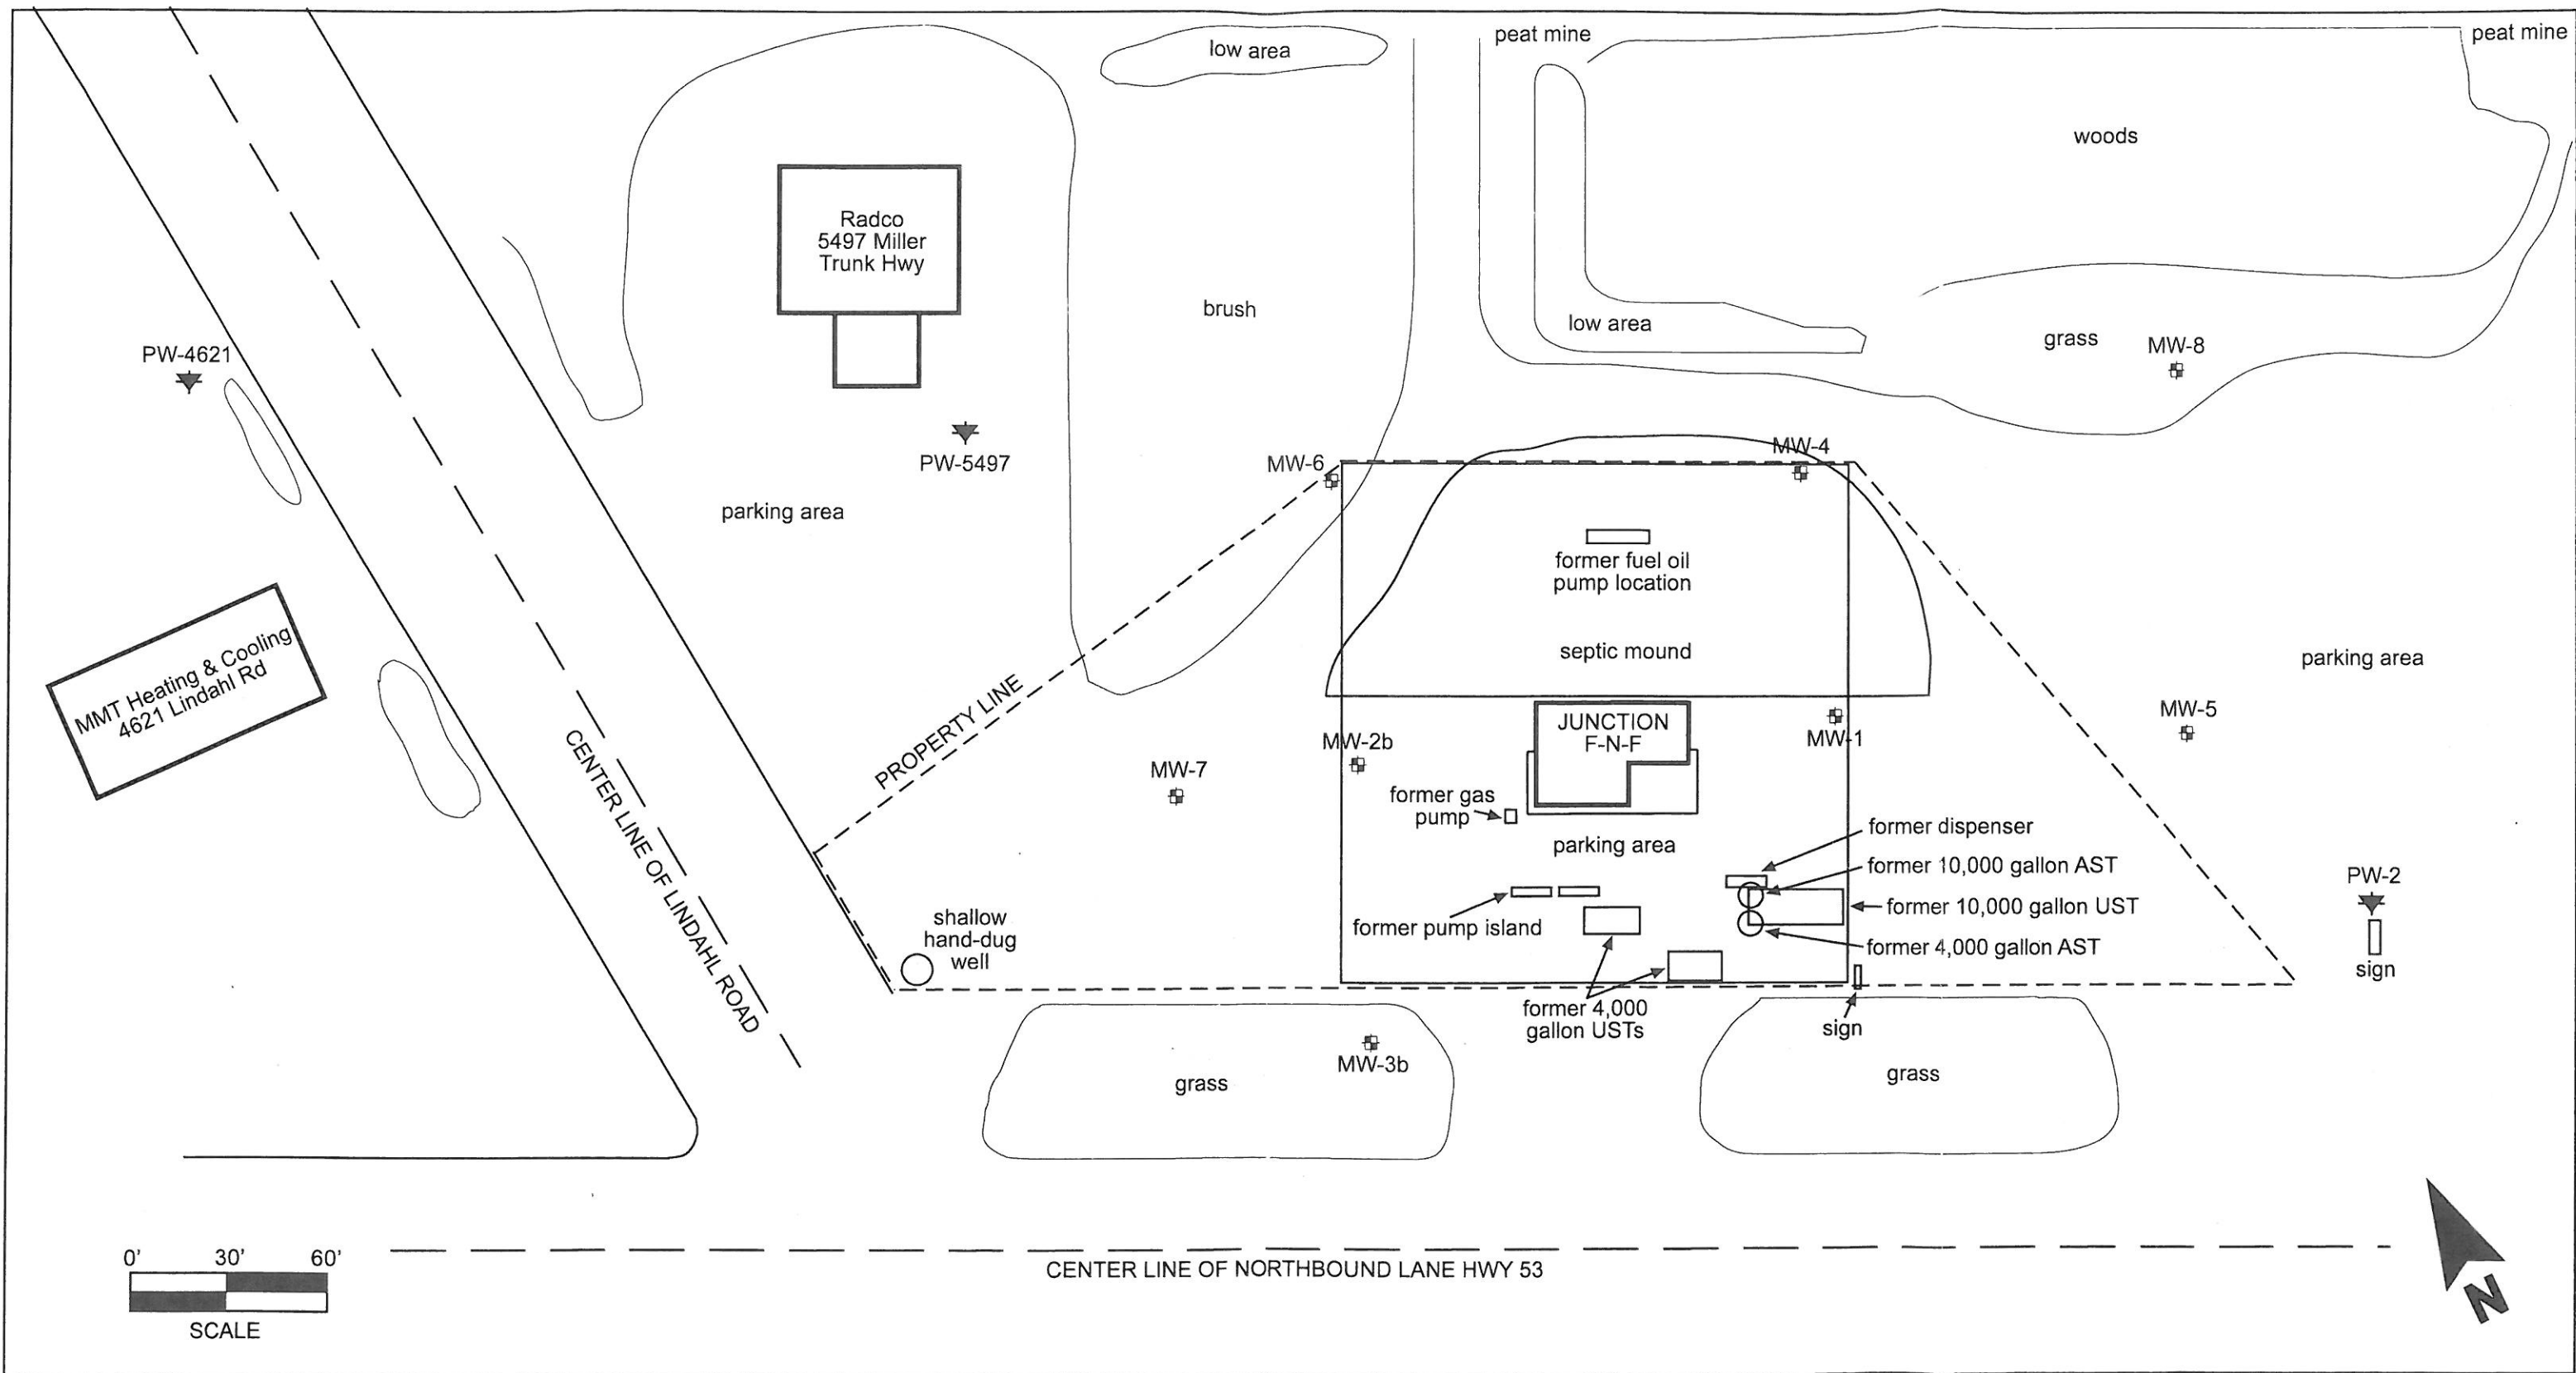 peat mine
peat mine
low area
woods
Radco
5497 Miller
Trunk Hwy
brush
low area
grass
MW-8
PW-4621
PW-5497
MW-6
MW-4
parking area
former fuel oil
pump location
septic mound
parking area
MMT Heating & Cooling
4621 Lindahl Rd
PROPERTY LINE
CENTER LINE OF LINDAHL ROAD
JUNCTION
F-N-F
MW-1
MW-5
MW-2b
MW-7
former gas
pump
parking area
former dispenser
former 10,000 gallon AST
former 10,000 gallon UST
former 4,000 gallon AST
PW-2
sign
former pump island
shallow
hand-dug
well
former 4,000
gallon USTs
sign
MW-3b
grass
grass
0' 30' 60'
SCALE
CENTER LINE OF NORTHBOUND LANE HWY 53
N